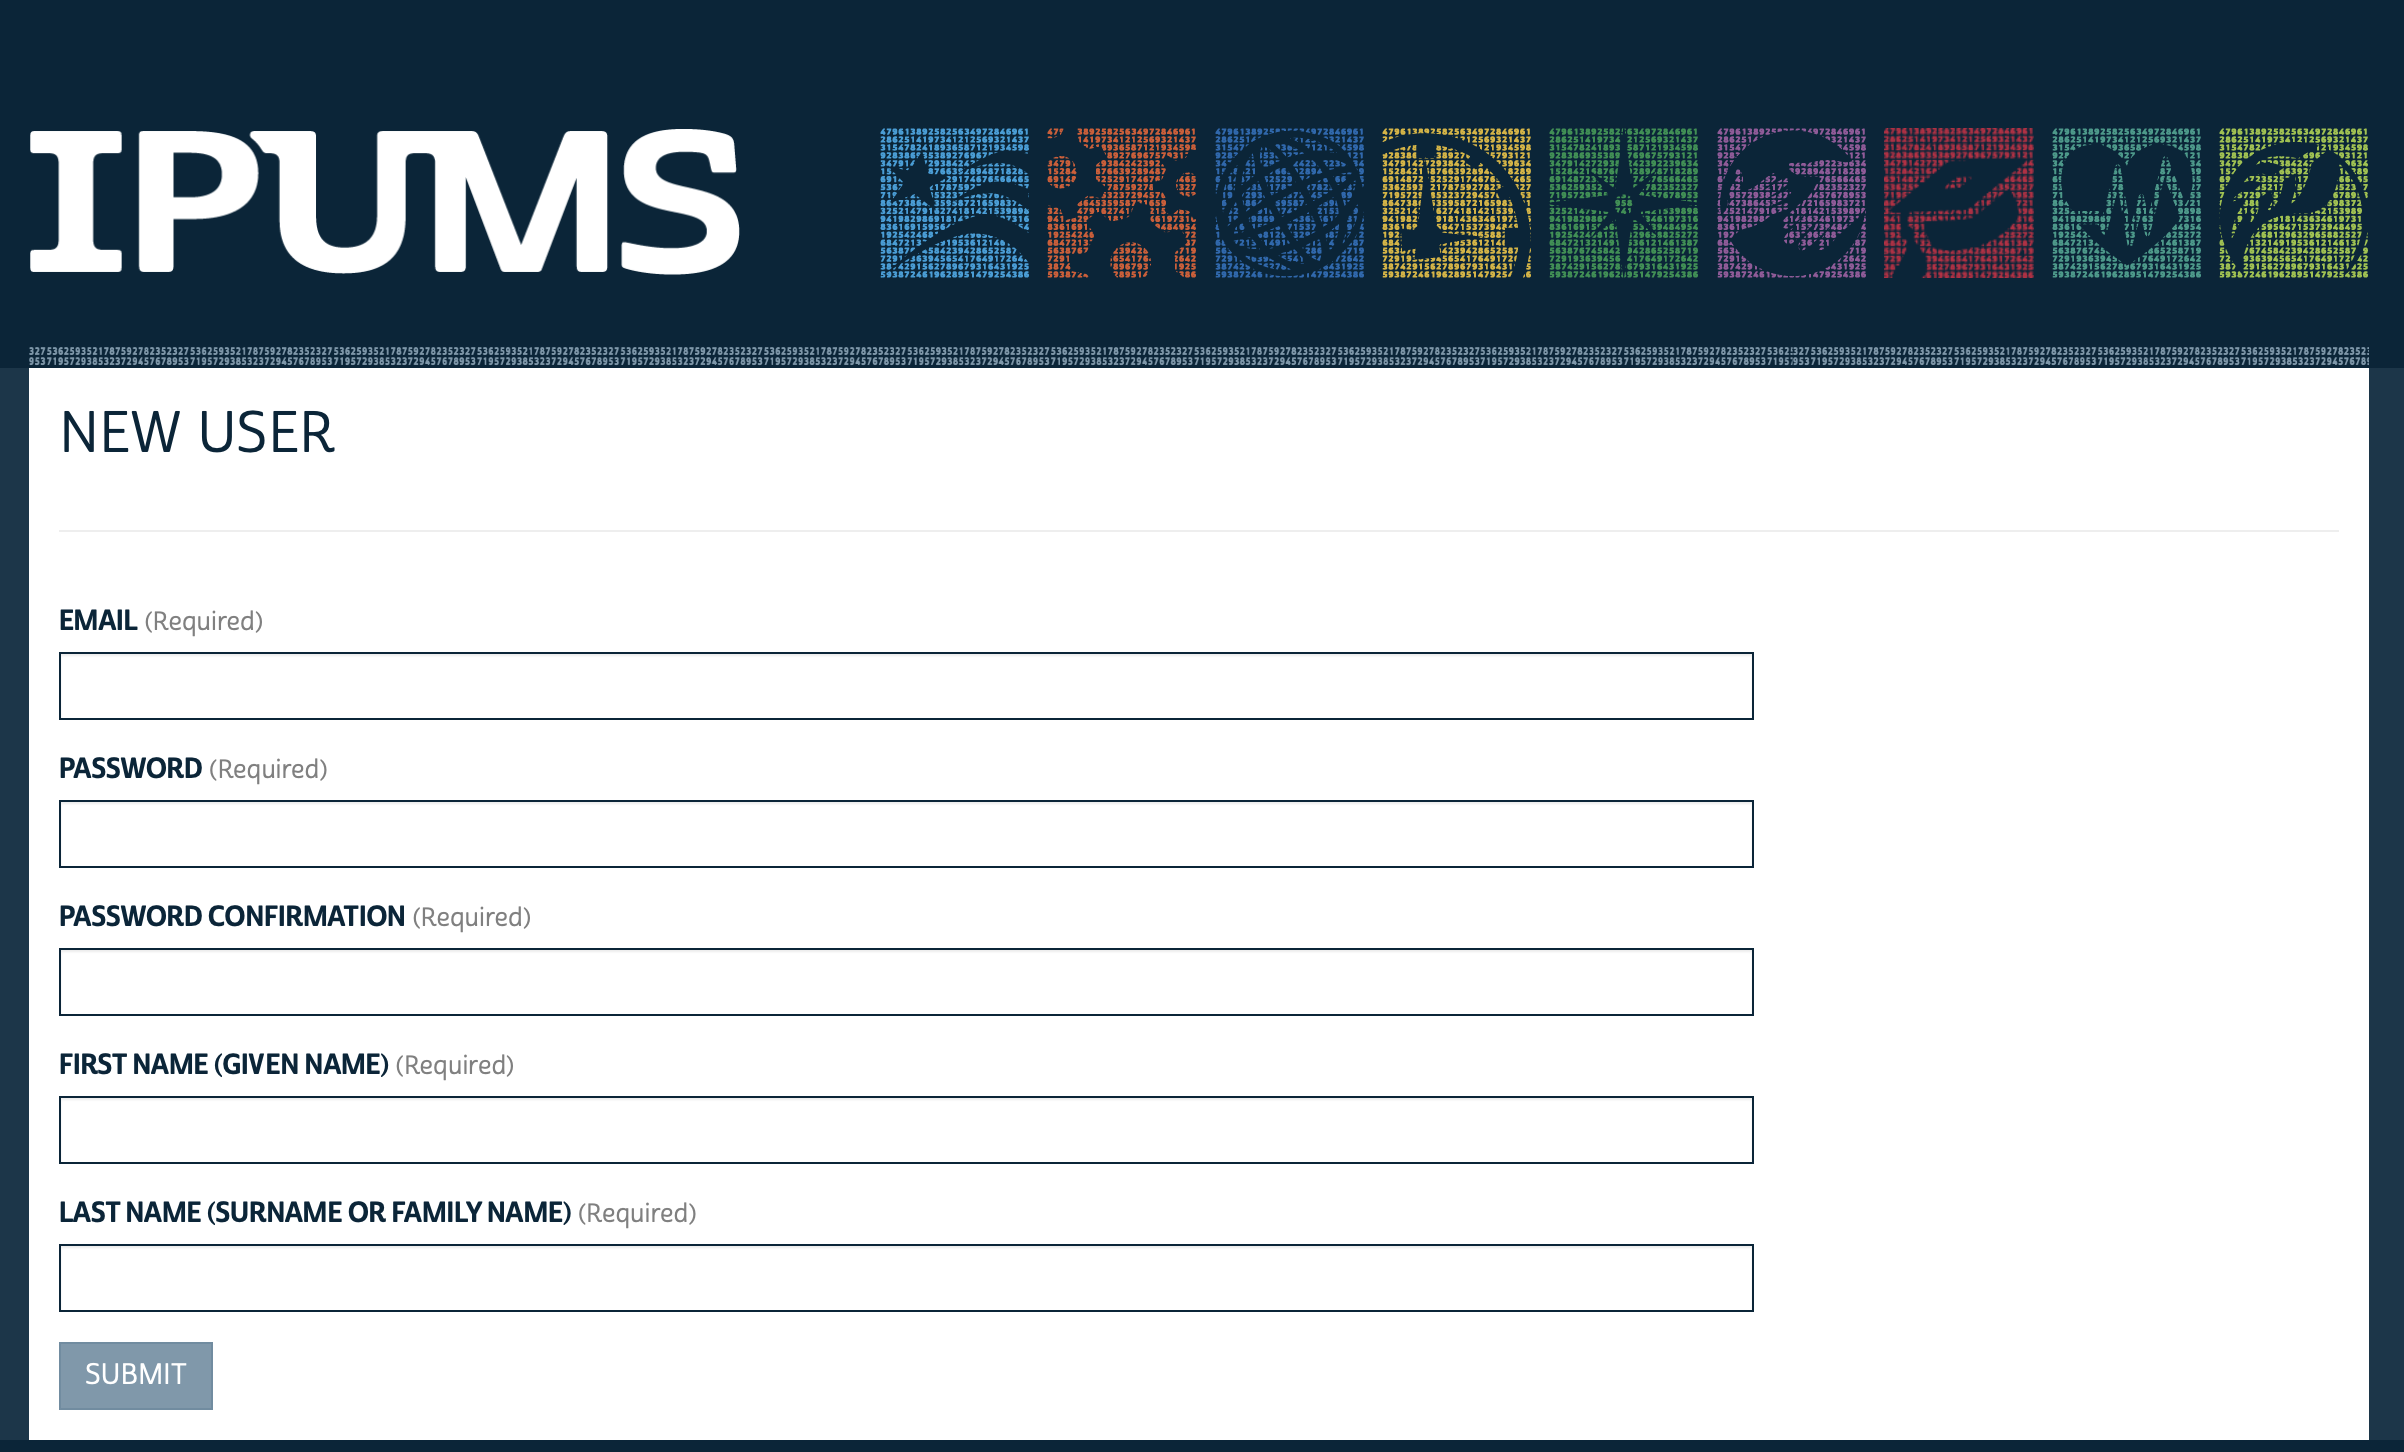 IPUMS
NEW USER
EMAIL (Required)
PASSWORD (Required)
PASSWORD CONFIRMATION (Required)
FIRST NAME (GIVEN NAME) (Required)
LAST NAME (SURNAME OR FAMILY NAME) (Required)
SUBMIT